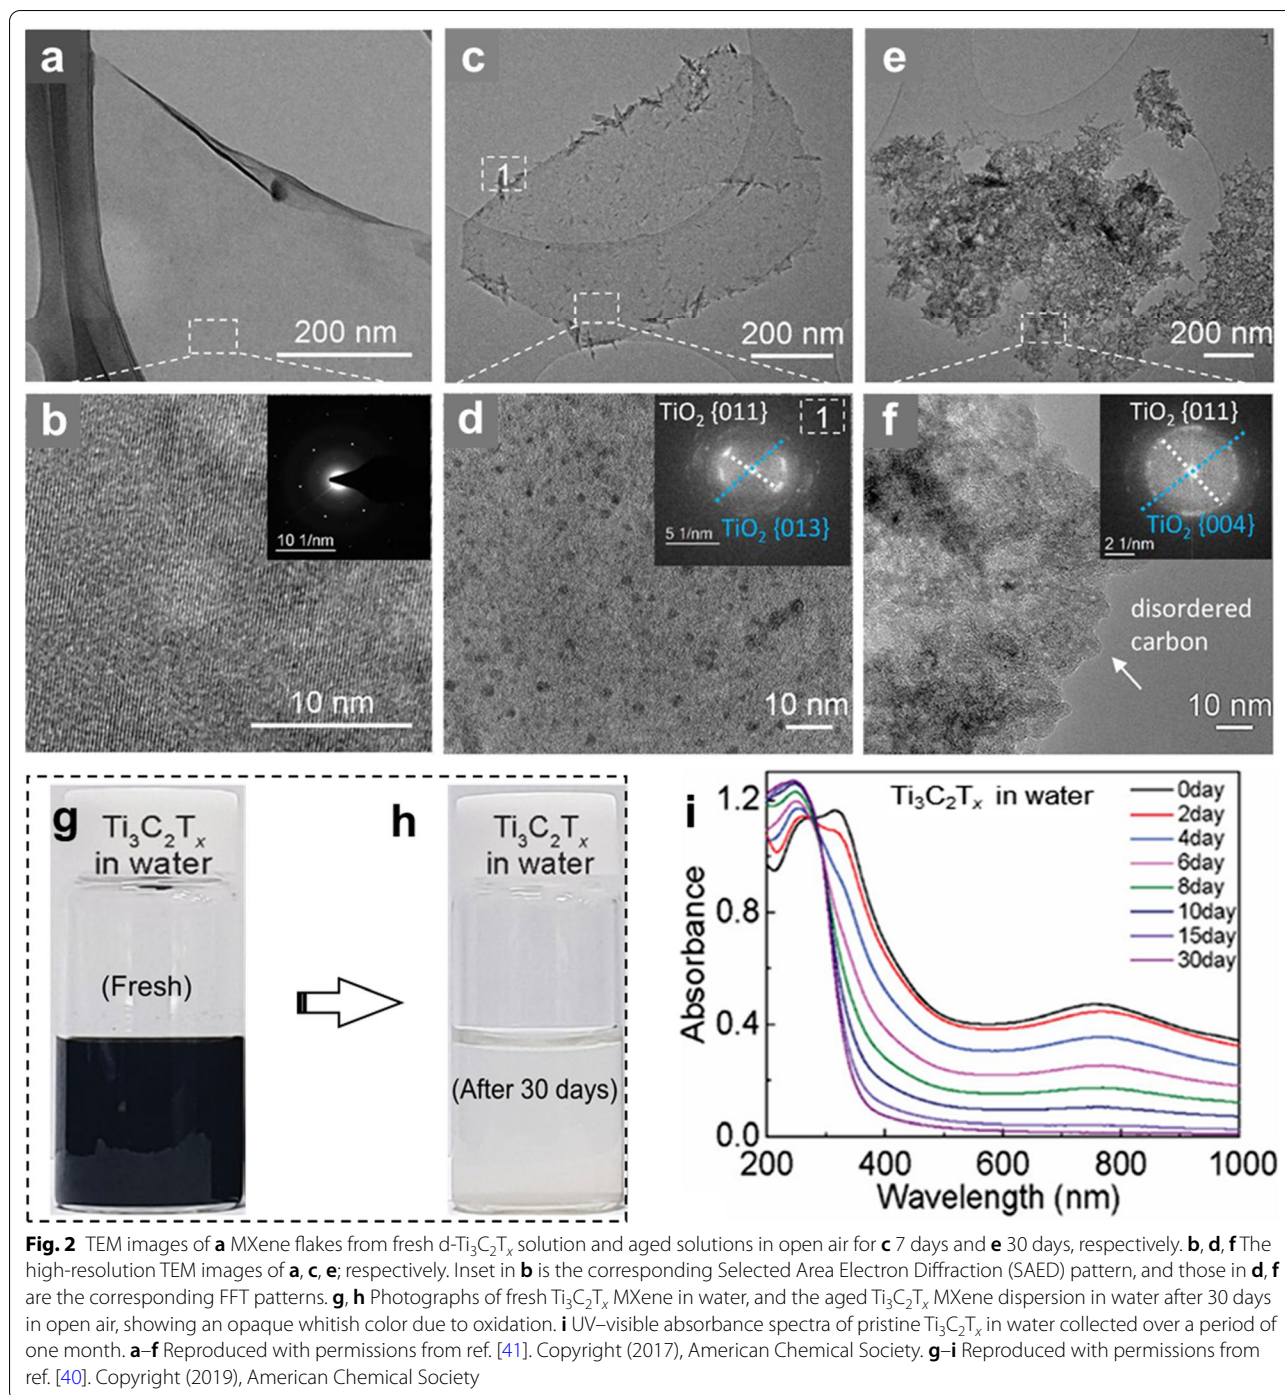 a
200 nm
c
1
200 nm
e
200 nm
b
10 1/nm
10 nm
d
TiO₂ {011}
1
5 1/nm
TiO₂ {013}
10 nm
f
TiO₂ {011}
TiO₂ {004}
2 1/nm
disordered
carbon
10 nm
g
Ti₃C₂Tₓ
in water
(Fresh)
h
Ti₃C₂Tₓ
in water
(After 30 days)
i
Ti₃C₂Tₓ in water
0day
2day
4day
6day
8day
10day
15day
30day
Absorbance
1.2
0.8
0.4
0.0
200 400 600 800 1000
Wavelength (nm)
Fig. 2 TEM images of a MXene flakes from fresh d-Ti₃C₂Tₓ solution and aged solutions in open air for c 7 days and e 30 days, respectively. b, d, f The
high-resolution TEM images of a, c, e; respectively. Inset in b is the corresponding Selected Area Electron Diffraction (SAED) pattern, and those in d, f
are the corresponding FFT patterns. g, h Photographs of fresh Ti₃C₂Tₓ MXene in water, and the aged Ti₃C₂Tₓ MXene dispersion in water after 30 days
in open air, showing an opaque whitish color due to oxidation. i UV–visible absorbance spectra of pristine Ti₃C₂Tₓ in water collected over a period of
one month. a–f Reproduced with permissions from ref. [41]. Copyright (2017), American Chemical Society. g–i Reproduced with permissions from
ref. [40]. Copyright (2019), American Chemical Society